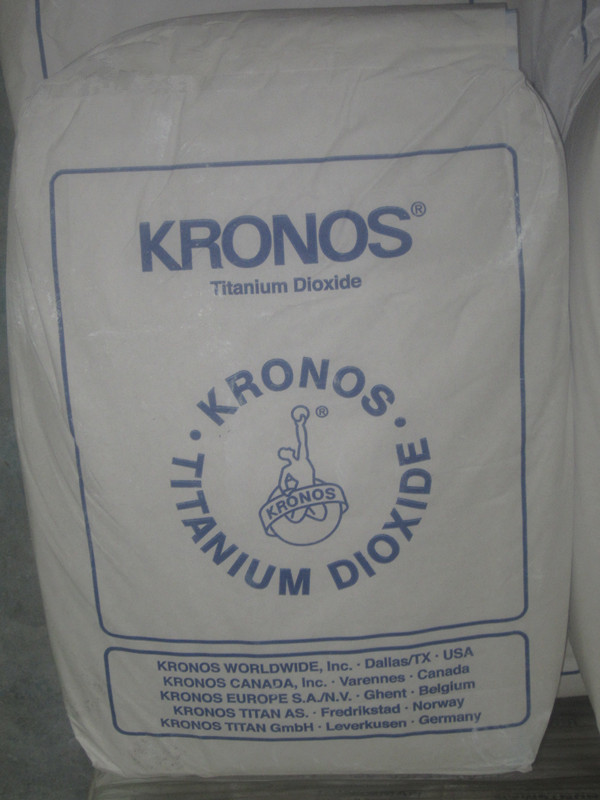 KRONOS®
Titanium Dioxide
· KRONOS ·
®
KRONOS
TITANIUM DIOXIDE
KRONOS WORLDWIDE, Inc. · Dallas/TX · USA
KRONOS CANADA, Inc. · Varennes · Canada
KRONOS EUROPE S.A./N.V. · Ghent · Belgium
KRONOS TITAN AS. · Fredrikstad · Norway
KRONOS TITAN GmbH · Leverkusen · Germany